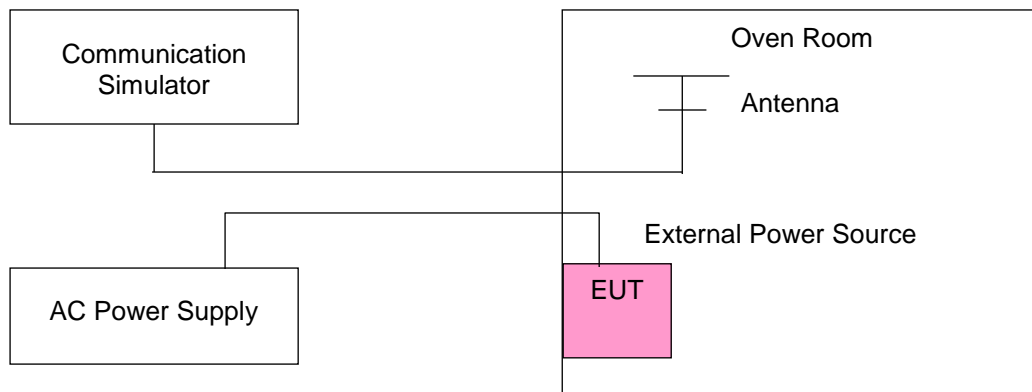 Communication
Simulator
Oven Room
Antenna
External Power Source
AC Power Supply
EUT